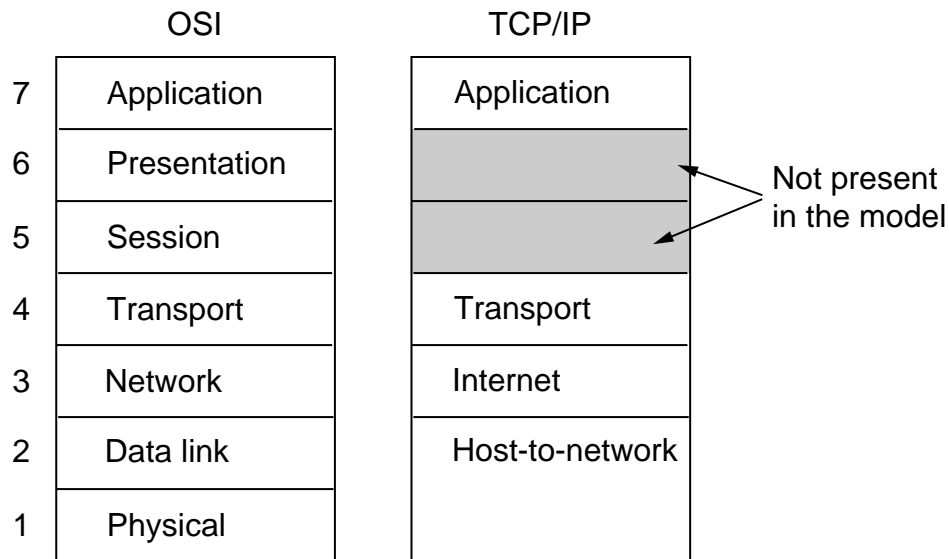 OSI
TCP/IP
7
Application
Application
6
Presentation
Not present
in the model
5
Session
4
Transport
Transport
3
Network
Internet
2
Data link
Host-to-network
1
Physical